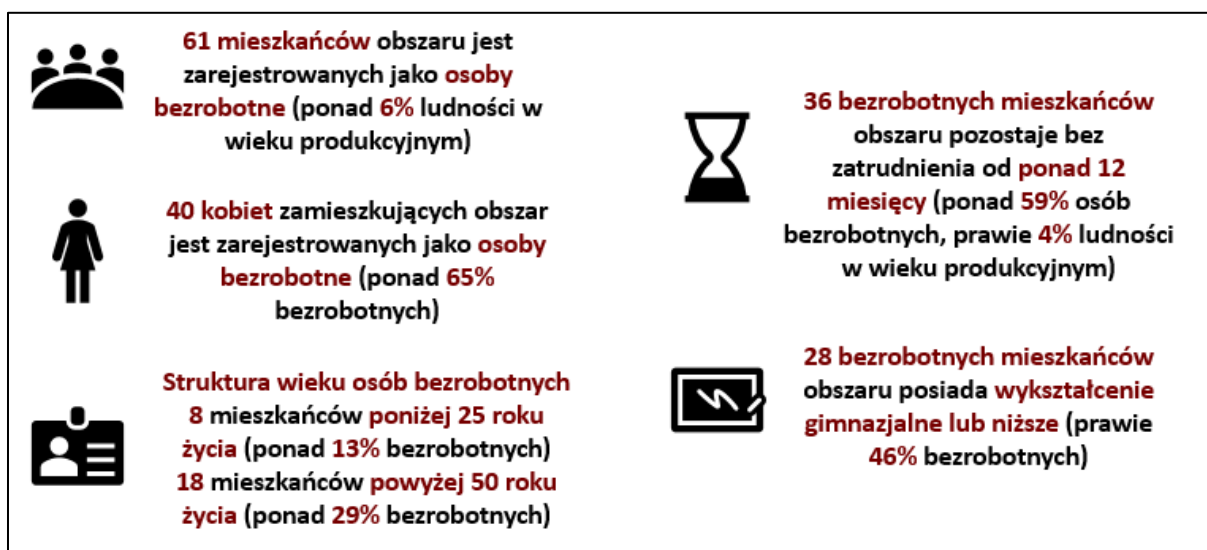 61 mieszkańców obszaru jest
zarejestrowanych jako osoby
bezrobotne (ponad 6% ludności w
wieku produkcyjnym)
40 kobiet zamieszkujących obszar
jest zarejestrowanych jako osoby
bezrobotne (ponad 65%
bezrobotnych)
Struktura wieku osób bezrobotnych
8 mieszkańców poniżej 25 roku
życia (ponad 13% bezrobotnych)
18 mieszkańców powyżej 50 roku
życia (ponad 29% bezrobotnych)
36 bezrobotnych mieszkańców
obszaru pozostaje bez
zatrudnienia od ponad 12
miesięcy (ponad 59% osób
bezrobotnych, prawie 4% ludności
w wieku produkcyjnym)
28 bezrobotnych mieszkańców
obszaru posiada wykształcenie
gimnazjalne lub niższe (prawie
46% bezrobotnych)